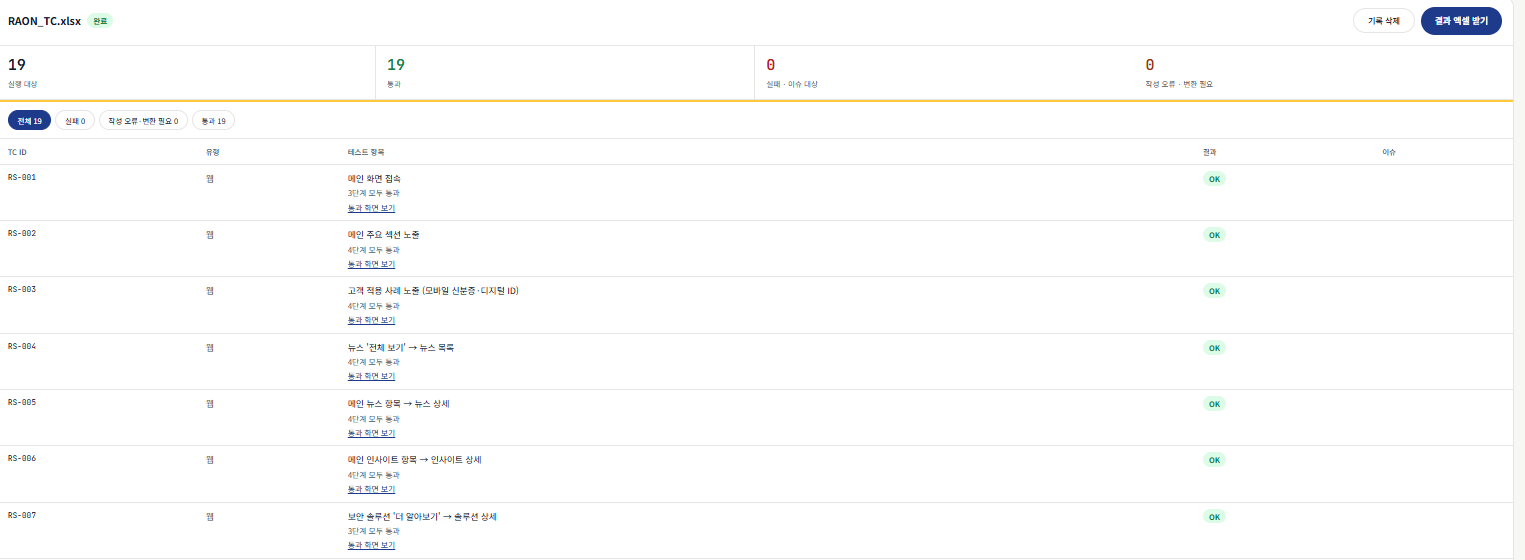 RAON_TC.xlsx 완료 기록 삭제 결과 엑셀 받기
19 19 0 0
실행 대상 통과 실패 · 이슈 대상 작성 오류 · 변환 필요
전체 19 실패 0 작성 오류·변환 필요 0 통과 19
TC ID 유형 테스트 항목 결과 이슈
RS-001 웹 메인 화면 접속 OK
3단계 모두 통과
통과 화면 보기
RS-002 웹 메인 주요 섹션 노출 OK
4단계 모두 통과
통과 화면 보기
RS-003 웹 고객 적용 사례 노출 (모바일 신분증·디지털 ID) OK
4단계 모두 통과
통과 화면 보기
RS-004 웹 뉴스 '전체 보기' → 뉴스 목록 OK
4단계 모두 통과
통과 화면 보기
RS-005 웹 메인 뉴스 항목 → 뉴스 상세 OK
4단계 모두 통과
통과 화면 보기
RS-006 웹 메인 인사이트 항목 → 인사이트 상세 OK
4단계 모두 통과
통과 화면 보기
RS-007 웹 보안 솔루션 '더 알아보기' → 솔루션 상세 OK
3단계 모두 통과
통과 화면 보기